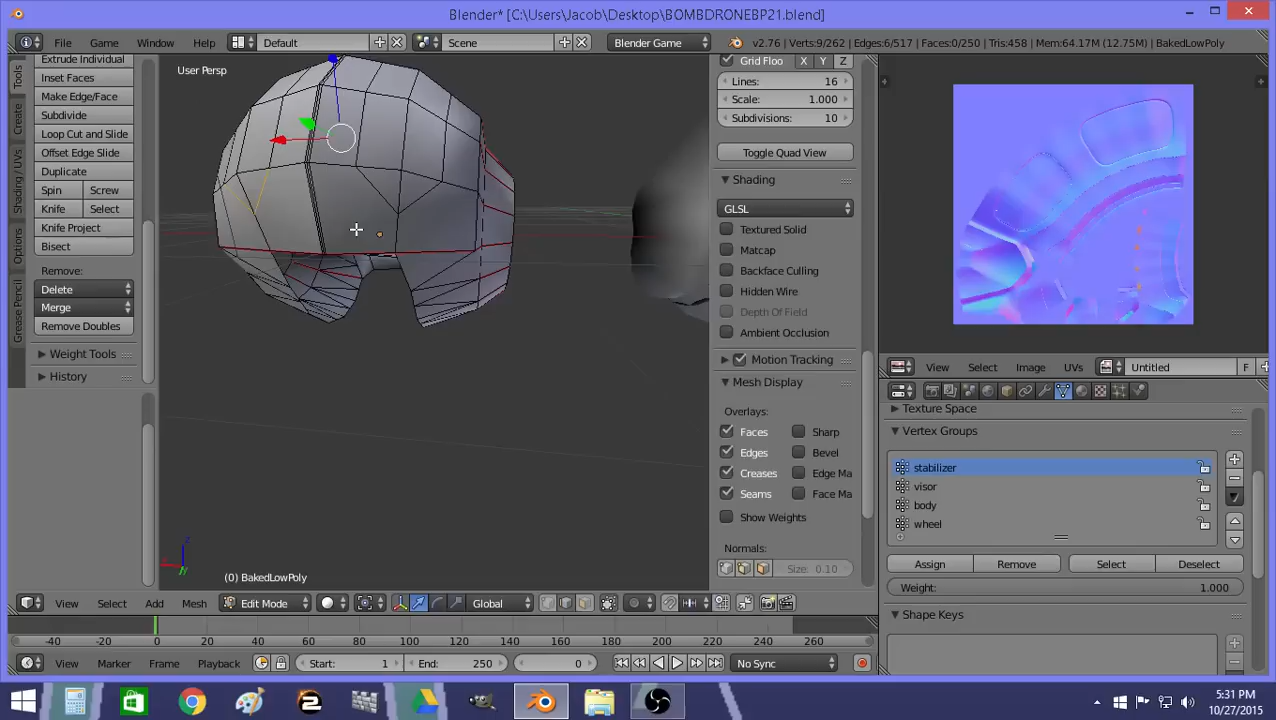 Blender* [C:\Users\Jacob\Desktop\BOMBDRONEBP21.blend]
File Game Window Help Default Scene Blender Game v2.76 | Verts:9/262 | Edges:6/517 | Faces:0/250 | Tris:458 | Mem:64.17M (12.75M) | BakedLowPoly
Tools
Create
Shading / UVs
Options
Grease Pencil
Extrude Individual
Inset Faces
Make Edge/Face
Subdivide
Loop Cut and Slide
Offset Edge Slide
Duplicate
Spin Screw
Knife Select
Knife Project
Bisect
Remove:
Delete
Merge
Remove Doubles
Weight Tools
History
User Persp
(0) BakedLowPoly
Grid Floo X Y Z
Lines: 16
Scale: 1.000
Subdivisions: 10
Toggle Quad View
Shading
GLSL
Textured Solid
Matcap
Backface Culling
Hidden Wire
Depth Of Field
Ambient Occlusion
Motion Tracking
Mesh Display
Overlays:
Faces Sharp
Edges Bevel
Creases Edge Ma
Seams Face Ma
Show Weights
Normals:
Size: 0.10
View Select Image UVs Untitled F
Texture Space
Vertex Groups
stabilizer
visor
body
wheel
Assign Remove Select Deselect
Weight: 1.000
Shape Keys
View Select Add Mesh Edit Mode Global
-40 -20 0 20 40 60 80 100 120 140 160 180 200 220 240 260
View Marker Frame Playback Start: 1 End: 250 0 No Sync
5:31 PM
10/27/2015